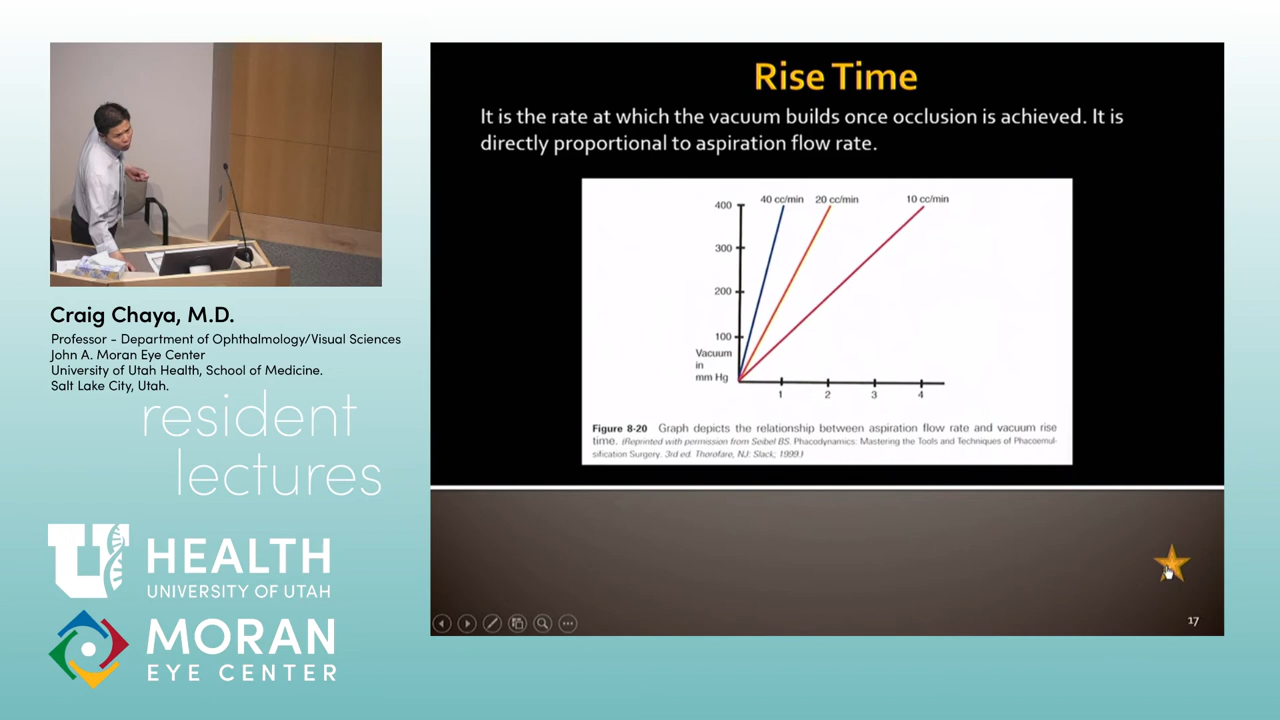 Craig Chaya, M.D.
Professor - Department of Ophthalmology/Visual Sciences
John A. Moran Eye Center
University of Utah Health, School of Medicine.
Salt Lake City, Utah.
resident
lectures
U
HEALTH
UNIVERSITY OF UTAH
MORAN
EYE CENTER
Rise Time
It is the rate at which the vacuum builds once occlusion is achieved. It is
directly proportional to aspiration flow rate.
40 cc/min 20 cc/min 10 cc/min
400
300
200
100
Vacuum
in
mm Hg
1 2 3 4
Figure 8-20 Graph depicts the relationship between aspiration flow rate and vacuum rise
time. (Reprinted with permission from Seibel BS. Phacodynamics: Mastering the Tools and Techniques of Phacoemul-
sification Surgery. 3rd ed. Thorofare, NJ: Slack; 1999.)
17